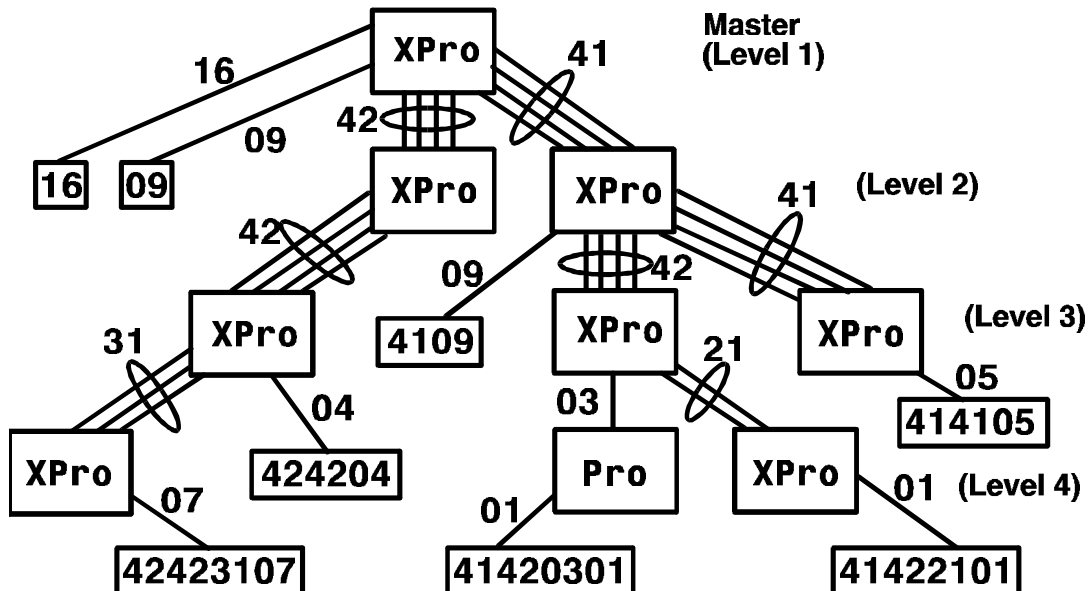 XPro
Master
(Level 1)
16
41
42
09
16
09
XPro
XPro
(Level 2)
41
42
09
42
XPro
4109
XPro
XPro
(Level 3)
31
21
04
03
05
414105
XPro
424204
Pro
XPro
(Level 4)
07
01
01
42423107
41420301
41422101